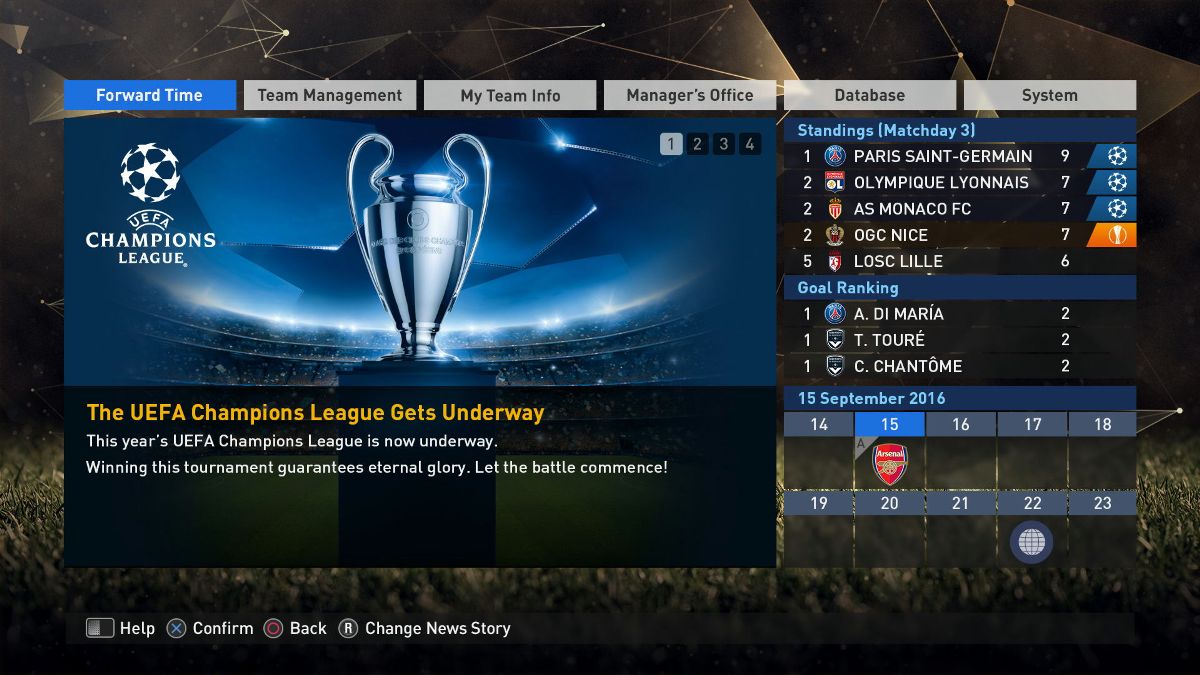 Forward Time
Team Management
My Team Info
Manager's Office
Database
System
1 2 3 4
UEFA
CHAMPIONS
LEAGUE®
The UEFA Champions League Gets Underway
This year's UEFA Champions League is now underway.
Winning this tournament guarantees eternal glory. Let the battle commence!
Standings (Matchday 3)
1 PARIS SAINT-GERMAIN 9
2 OLYMPIQUE LYONNAIS 7
2 AS MONACO FC 7
2 OGC NICE 7
5 LOSC LILLE 6
Goal Ranking
1 A. DI MARÍA 2
1 T. TOURÉ 2
1 C. CHANTÔME 2
15 September 2016
14 15 16 17 18
A
Arsenal
19 20 21 22 23
Help Confirm Back R Change News Story